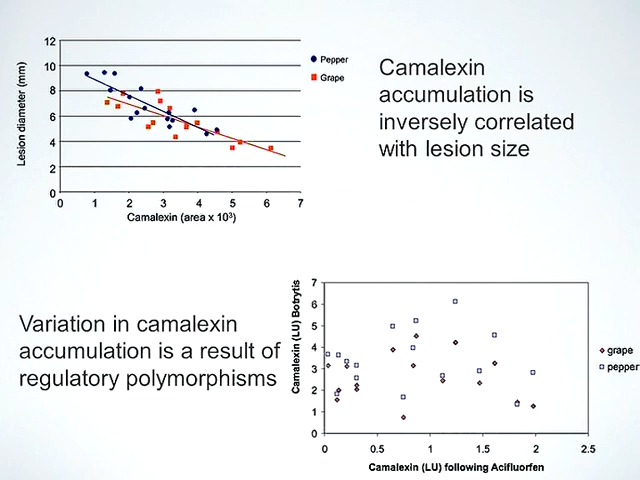 12
10
8
6
4
2
0
Lesion diameter (mm)
0 1 2 3 4 5 6 7
Camalexin (area x 10³)
Pepper
Grape
Camalexin
accumulation is
inversely correlated
with lesion size
Variation in camalexin
accumulation is a result of
regulatory polymorphisms
7
6
5
4
3
2
1
0
Camalexin (LU) Botrytis
0 0.5 1 1.5 2 2.5
Camalexin (LU) following Acifluorfen
grape
pepper